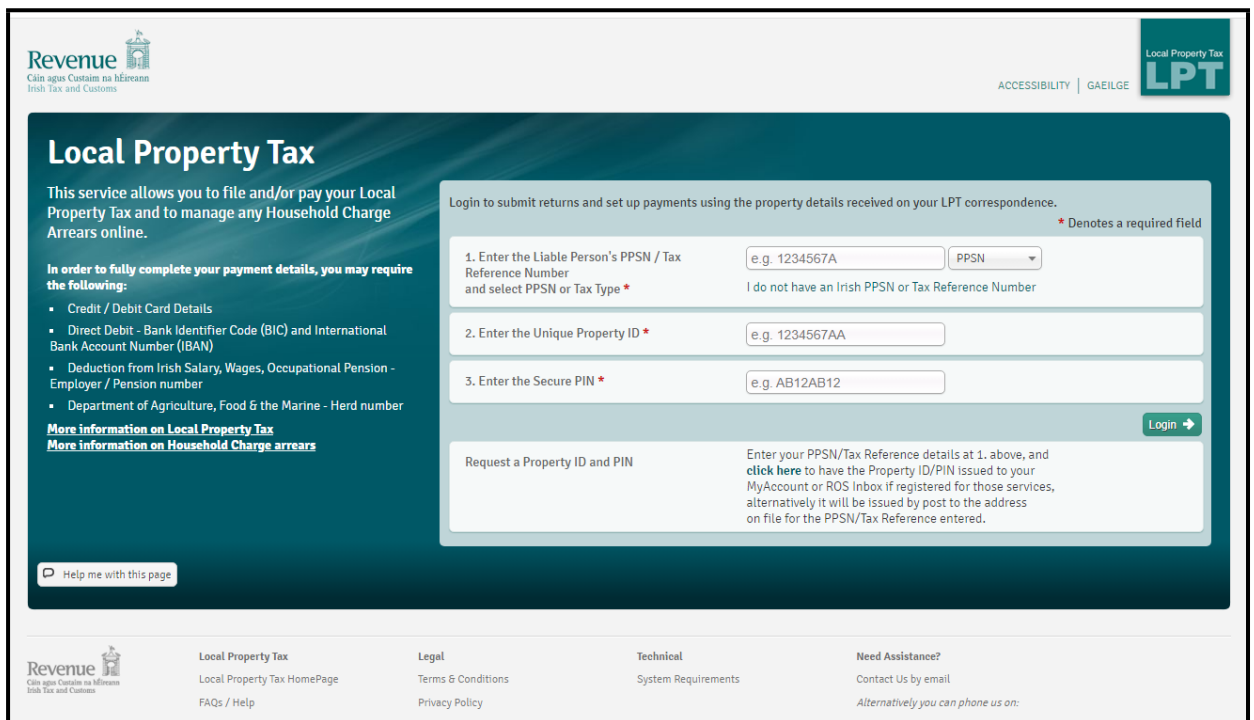 Revenue
Cáin agus Custaim na hÉireann
Irish Tax and Customs
ACCESSIBILITY | GAEILGE
Local Property Tax
LPT
Local Property Tax
This service allows you to file and/or pay your Local
Property Tax and to manage any Household Charge
Arrears online.
In order to fully complete your payment details, you may require
the following:
▪ Credit / Debit Card Details
▪ Direct Debit - Bank Identifier Code (BIC) and International
Bank Account Number (IBAN)
▪ Deduction from Irish Salary, Wages, Occupational Pension -
Employer / Pension number
▪ Department of Agriculture, Food & the Marine - Herd number
More information on Local Property Tax
More information on Household Charge arrears
Login to submit returns and set up payments using the property details received on your LPT correspondence.
* Denotes a required field
1. Enter the Liable Person's PPSN / Tax
Reference Number
and select PPSN or Tax Type *
e.g. 1234567A
PPSN
I do not have an Irish PPSN or Tax Reference Number
2. Enter the Unique Property ID *
e.g. 1234567AA
3. Enter the Secure PIN *
e.g. AB12AB12
Login
Request a Property ID and PIN
Enter your PPSN/Tax Reference details at 1. above, and
click here to have the Property ID/PIN issued to your
MyAccount or ROS Inbox if registered for those services,
alternatively it will be issued by post to the address
on file for the PPSN/Tax Reference entered.
Help me with this page
Revenue
Cáin agus Custaim na hÉireann
Irish Tax and Customs
Local Property Tax
Local Property Tax HomePage
FAQs / Help
Legal
Terms & Conditions
Privacy Policy
Technical
System Requirements
Need Assistance?
Contact Us by email
Alternatively you can phone us on: